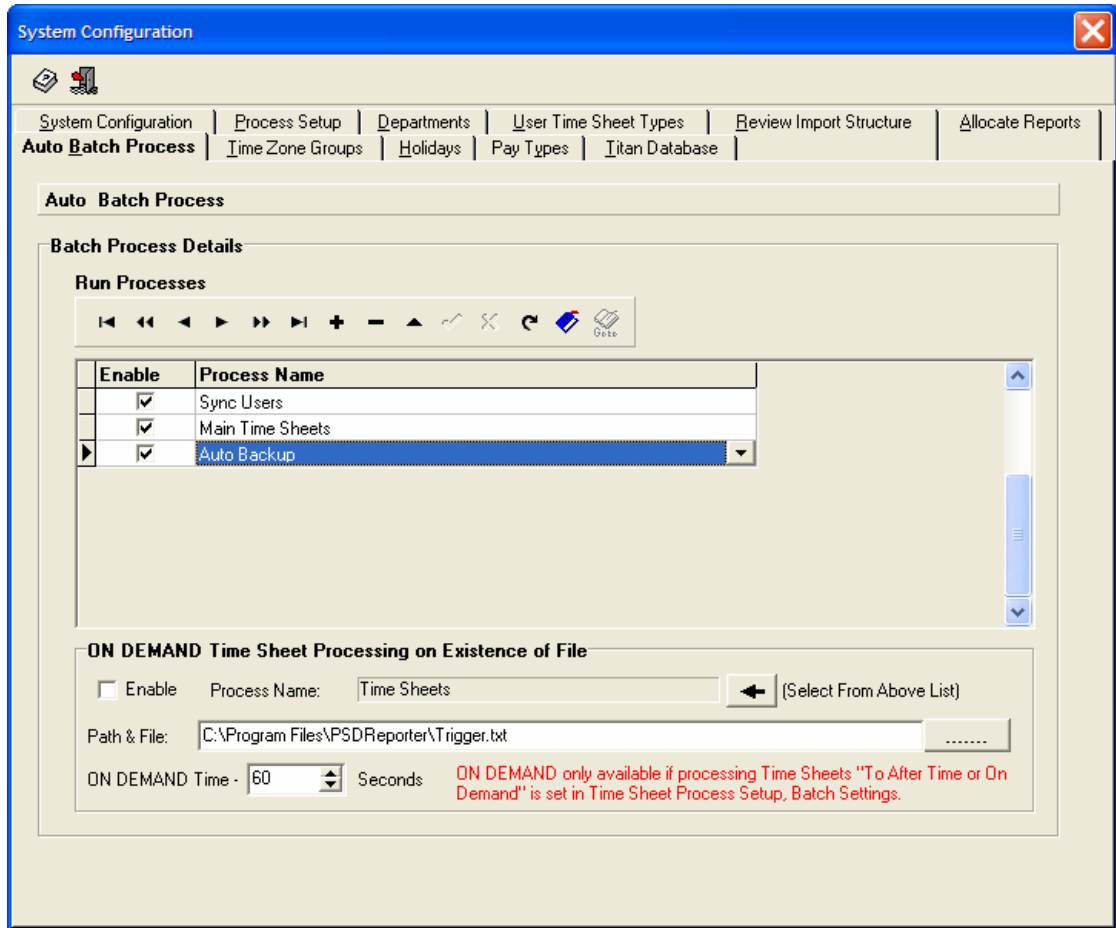 System Configuration
System Configuration Process Setup Departments User Time Sheet Types Review Import Structure Allocate Reports
Auto Batch Process Time Zone Groups Holidays Pay Types Titan Database
Auto Batch Process
Batch Process Details
Run Processes
Goto
Enable Process Name
Sync Users
Main Time Sheets
Auto Backup
ON DEMAND Time Sheet Processing on Existence of File
Enable Process Name: Time Sheets (Select From Above List)
Path & File: C:\Program Files\PSDReporter\Trigger.txt .......
ON DEMAND Time - 60 Seconds ON DEMAND only available if processing Time Sheets "To After Time or On
Demand" is set in Time Sheet Process Setup, Batch Settings.